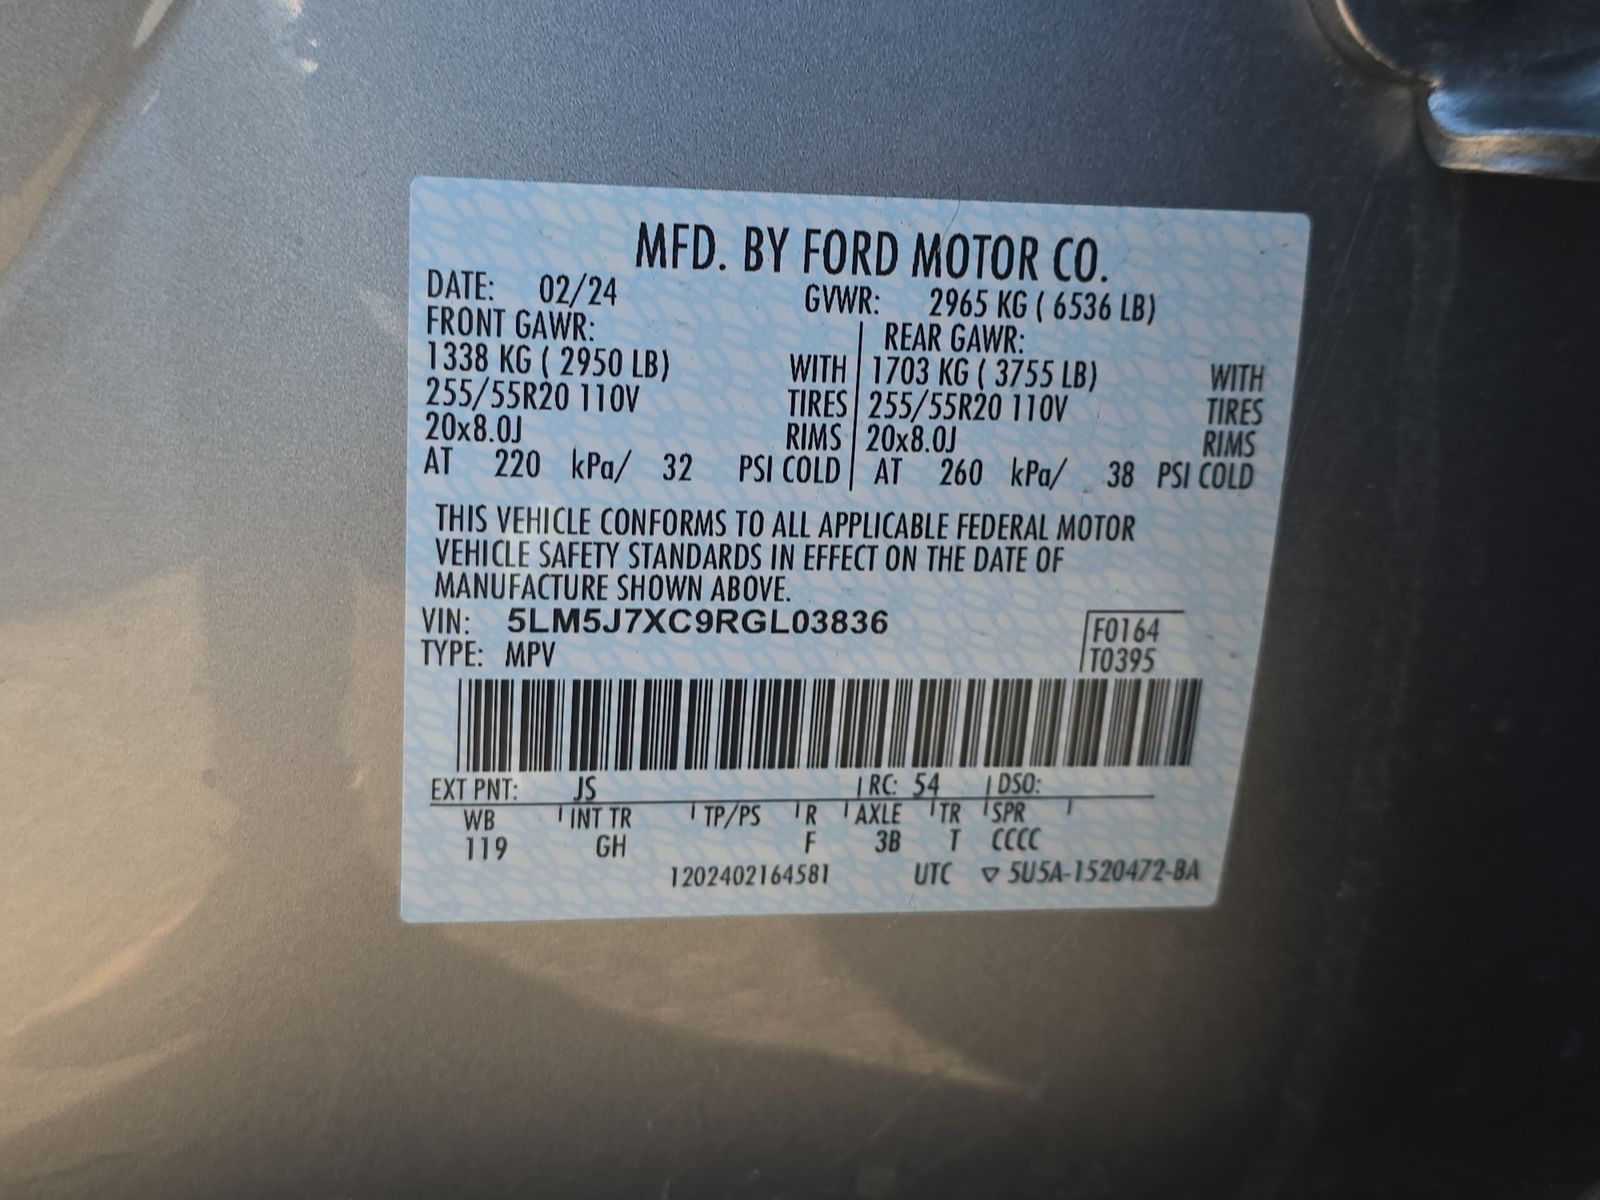 MFD. BY FORD MOTOR CO.
DATE: 02/24 GVWR: 2965 KG ( 6536 LB)
FRONT GAWR: REAR GAWR:
1338 KG ( 2950 LB) WITH 1703 KG ( 3755 LB) WITH
255/55R20 110V TIRES 255/55R20 110V TIRES
20x8.0J RIMS 20x8.0J RIMS
AT 220 kPa/ 32 PSI COLD AT 260 kPa/ 38 PSI COLD
THIS VEHICLE CONFORMS TO ALL APPLICABLE FEDERAL MOTOR
VEHICLE SAFETY STANDARDS IN EFFECT ON THE DATE OF
MANUFACTURE SHOWN ABOVE.
VIN: 5LM5J7XC9RGL03836 F0164
TYPE: MPV T0395
EXT PNT: JS RC: 54 DSO:
WB INT TR TP/PS R AXLE TR SPR
119 GH F 3B T CCCC
1202402164581 UTC ▽ 5U5A-1520472-BA